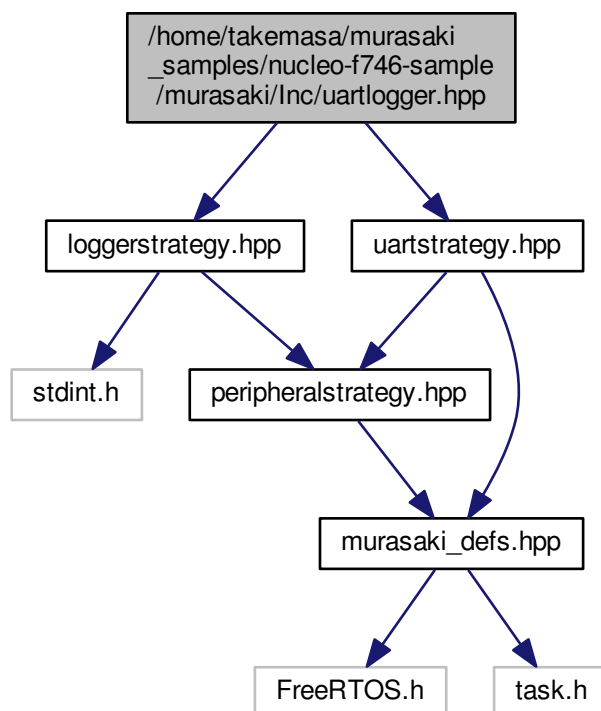 /home/takemasa/murasaki
_samples/nucleo-f746-sample
/murasaki/Inc/uartlogger.hpp
loggerstrategy.hpp
uartstrategy.hpp
stdint.h
peripheralstrategy.hpp
murasaki_defs.hpp
FreeRTOS.h
task.h